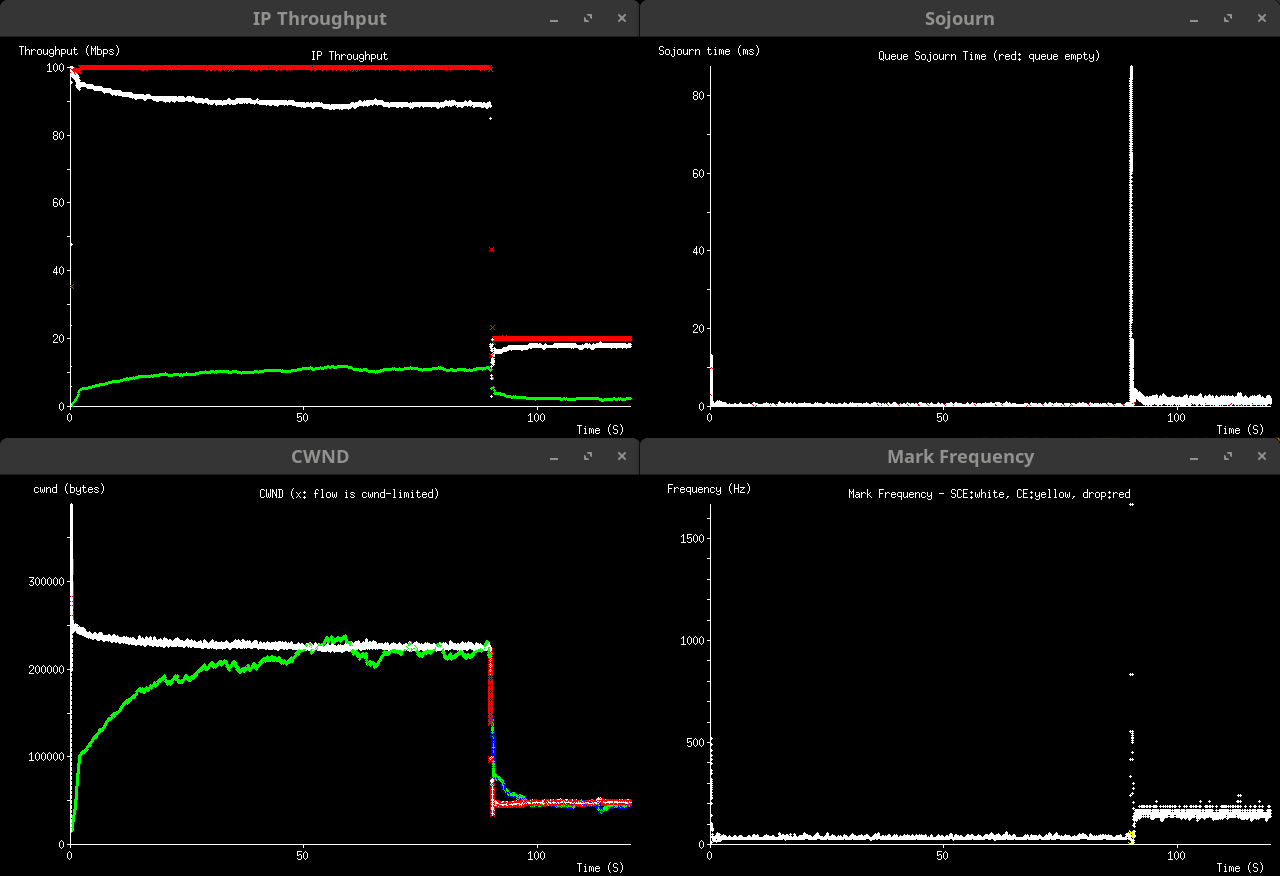 IP Throughput
Throughput (Mbps)
IP Throughput
100
80
60
40
20
0
0 50 100
Time (S)
Sojourn
Sojourn time (ms)
Queue Sojourn Time (red: queue empty)
80
60
40
20
0
0 50 100
Time (S)
CWND
cwnd (bytes)
CWND (x: flow is cwnd-limited)
300000
200000
100000
0
0 50 100
Time (S)
Mark Frequency
Frequency (Hz)
Mark Frequency - SCE:white, CE:yellow, drop:red
1500
1000
500
0
0 50 100
Time (S)